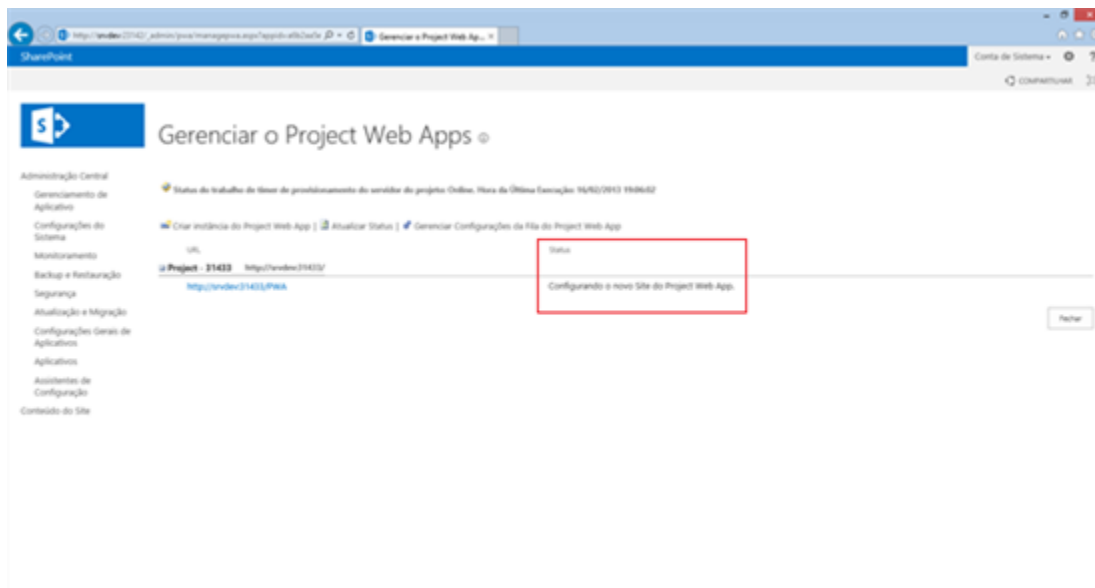 Gerenciar o Project Web Ap...
SharePoint
Conta de Sistema
COMPARTILHAR
S
Gerenciar o Project Web Apps
Administração Central
Gerenciamento de
Aplicativo
Configurações do
Sistema
Monitoramento
Backup e Restauração
Segurança
Atualização e Migração
Configurações Gerais de
Aplicativos
Aplicativos
Assistentes de
Configuração
Conteúdo do Site
Status do trabalho de timer de provisionamento do servidor do projeto: Online. Hora da Última Execução: 16/02/2013 19:06:02
Criar instância do Project Web App | Atualizar Status | Gerenciar Configurações da Fila do Project Web App
URL Status
Project - 31433 http://srvdev:31433/
http://srvdev:31433/PWA Configurando o novo Site do Project Web App.
Fechar